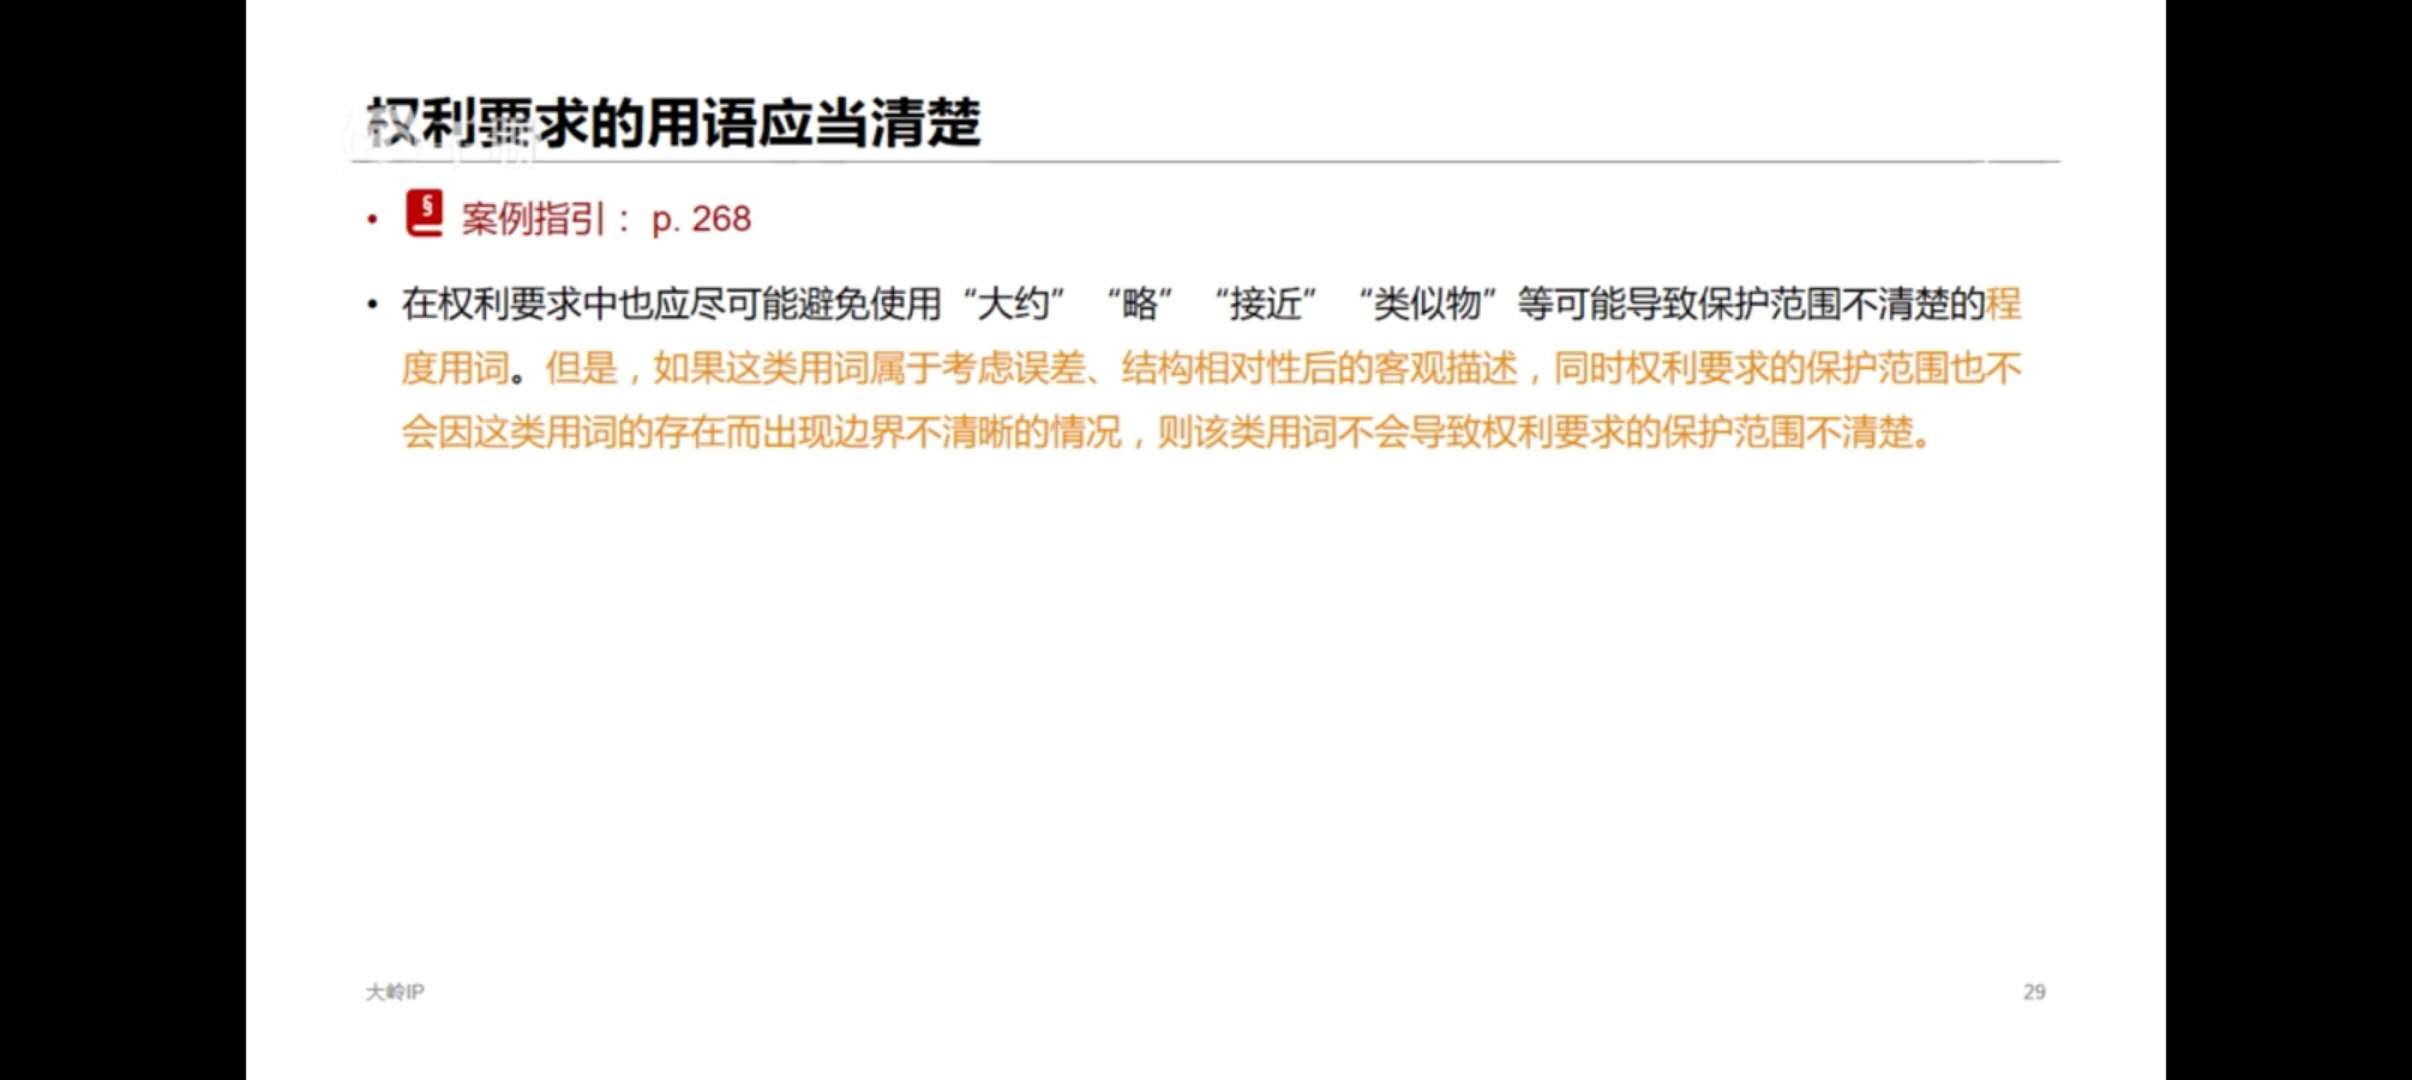 权利要求的用语应当清楚
• § 案例指引： p. 268
• 在权利要求中也应尽可能避免使用“大约”“略”“接近”“类似物”等可能导致保护范围不清楚的程
度用词。但是，如果这类用词属于考虑误差、结构相对性后的客观描述，同时权利要求的保护范围也不
会因这类用词的存在而出现边界不清晰的情况，则该类用词不会导致权利要求的保护范围不清楚。
大岭IP
29